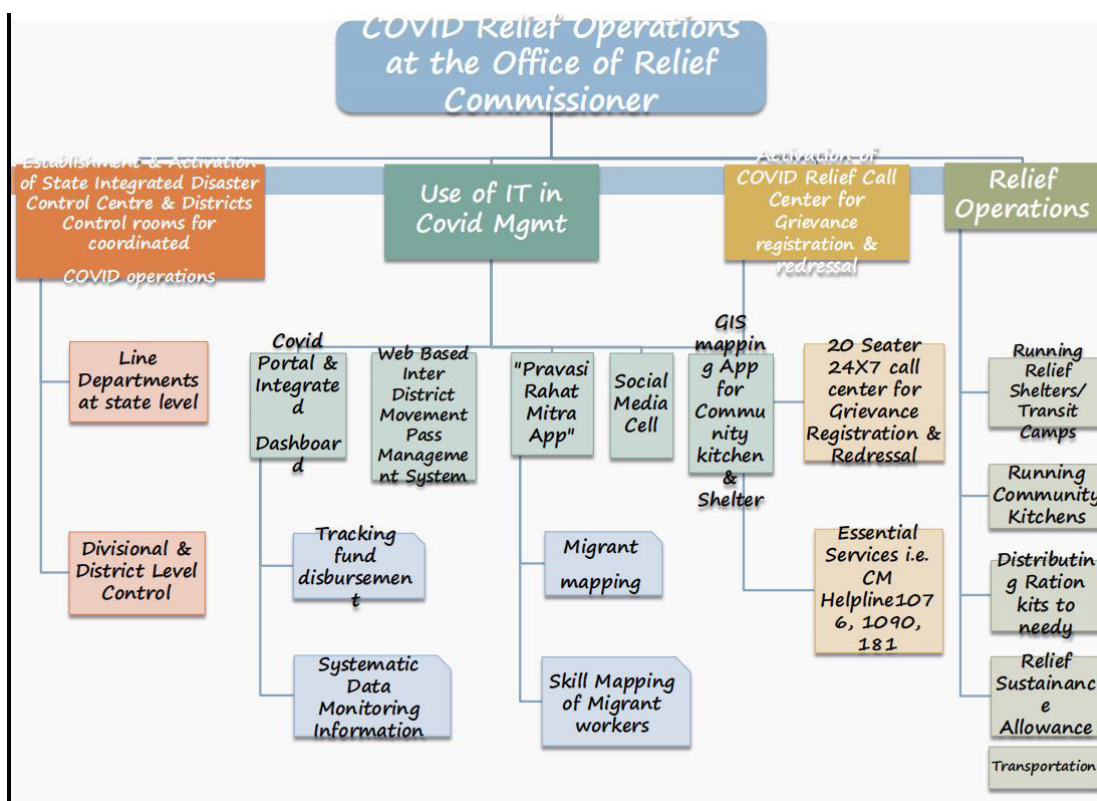 COVID Relief Operations
at the Office of Relief
Commissioner
Establishment & Activation
of State Integrated Disaster
Control Centre & Districts
Control rooms for
coordinated
COVID operations
Use of IT in
Covid Mgmt
Activation of
COVID Relief Call
Center for
Grievance
registration &
redressal
Relief
Operations
Line
Departments
at state level
Divisional &
District Level
Control
Covid
Portal &
Integrate
d
Dashboar
d
Web Based
Inter
District
Movement
Pass
Manageme
nt System
"Pravasi
Rahat
Mitra
App"
Social
Media
Cell
GIS
mappin
g App
for
Commu
nity
kitchen
&
Shelter
Tracking
fund
disbursemen
t
Systematic
Data
Monitoring
Information
Migrant
mapping
Skill Mapping
of Migrant
workers
20 Seater
24X7 call
center for
Grievance
Registration &
Redressal
Essential
Services i.e.
CM
Helpline107
6, 1090,
181
Running
Relief
Shelters/
Transit
Camps
Running
Community
Kitchens
Distributin
g Ration
kits to
needy
Relief
Sustainanc
e
Allowance
Transportation